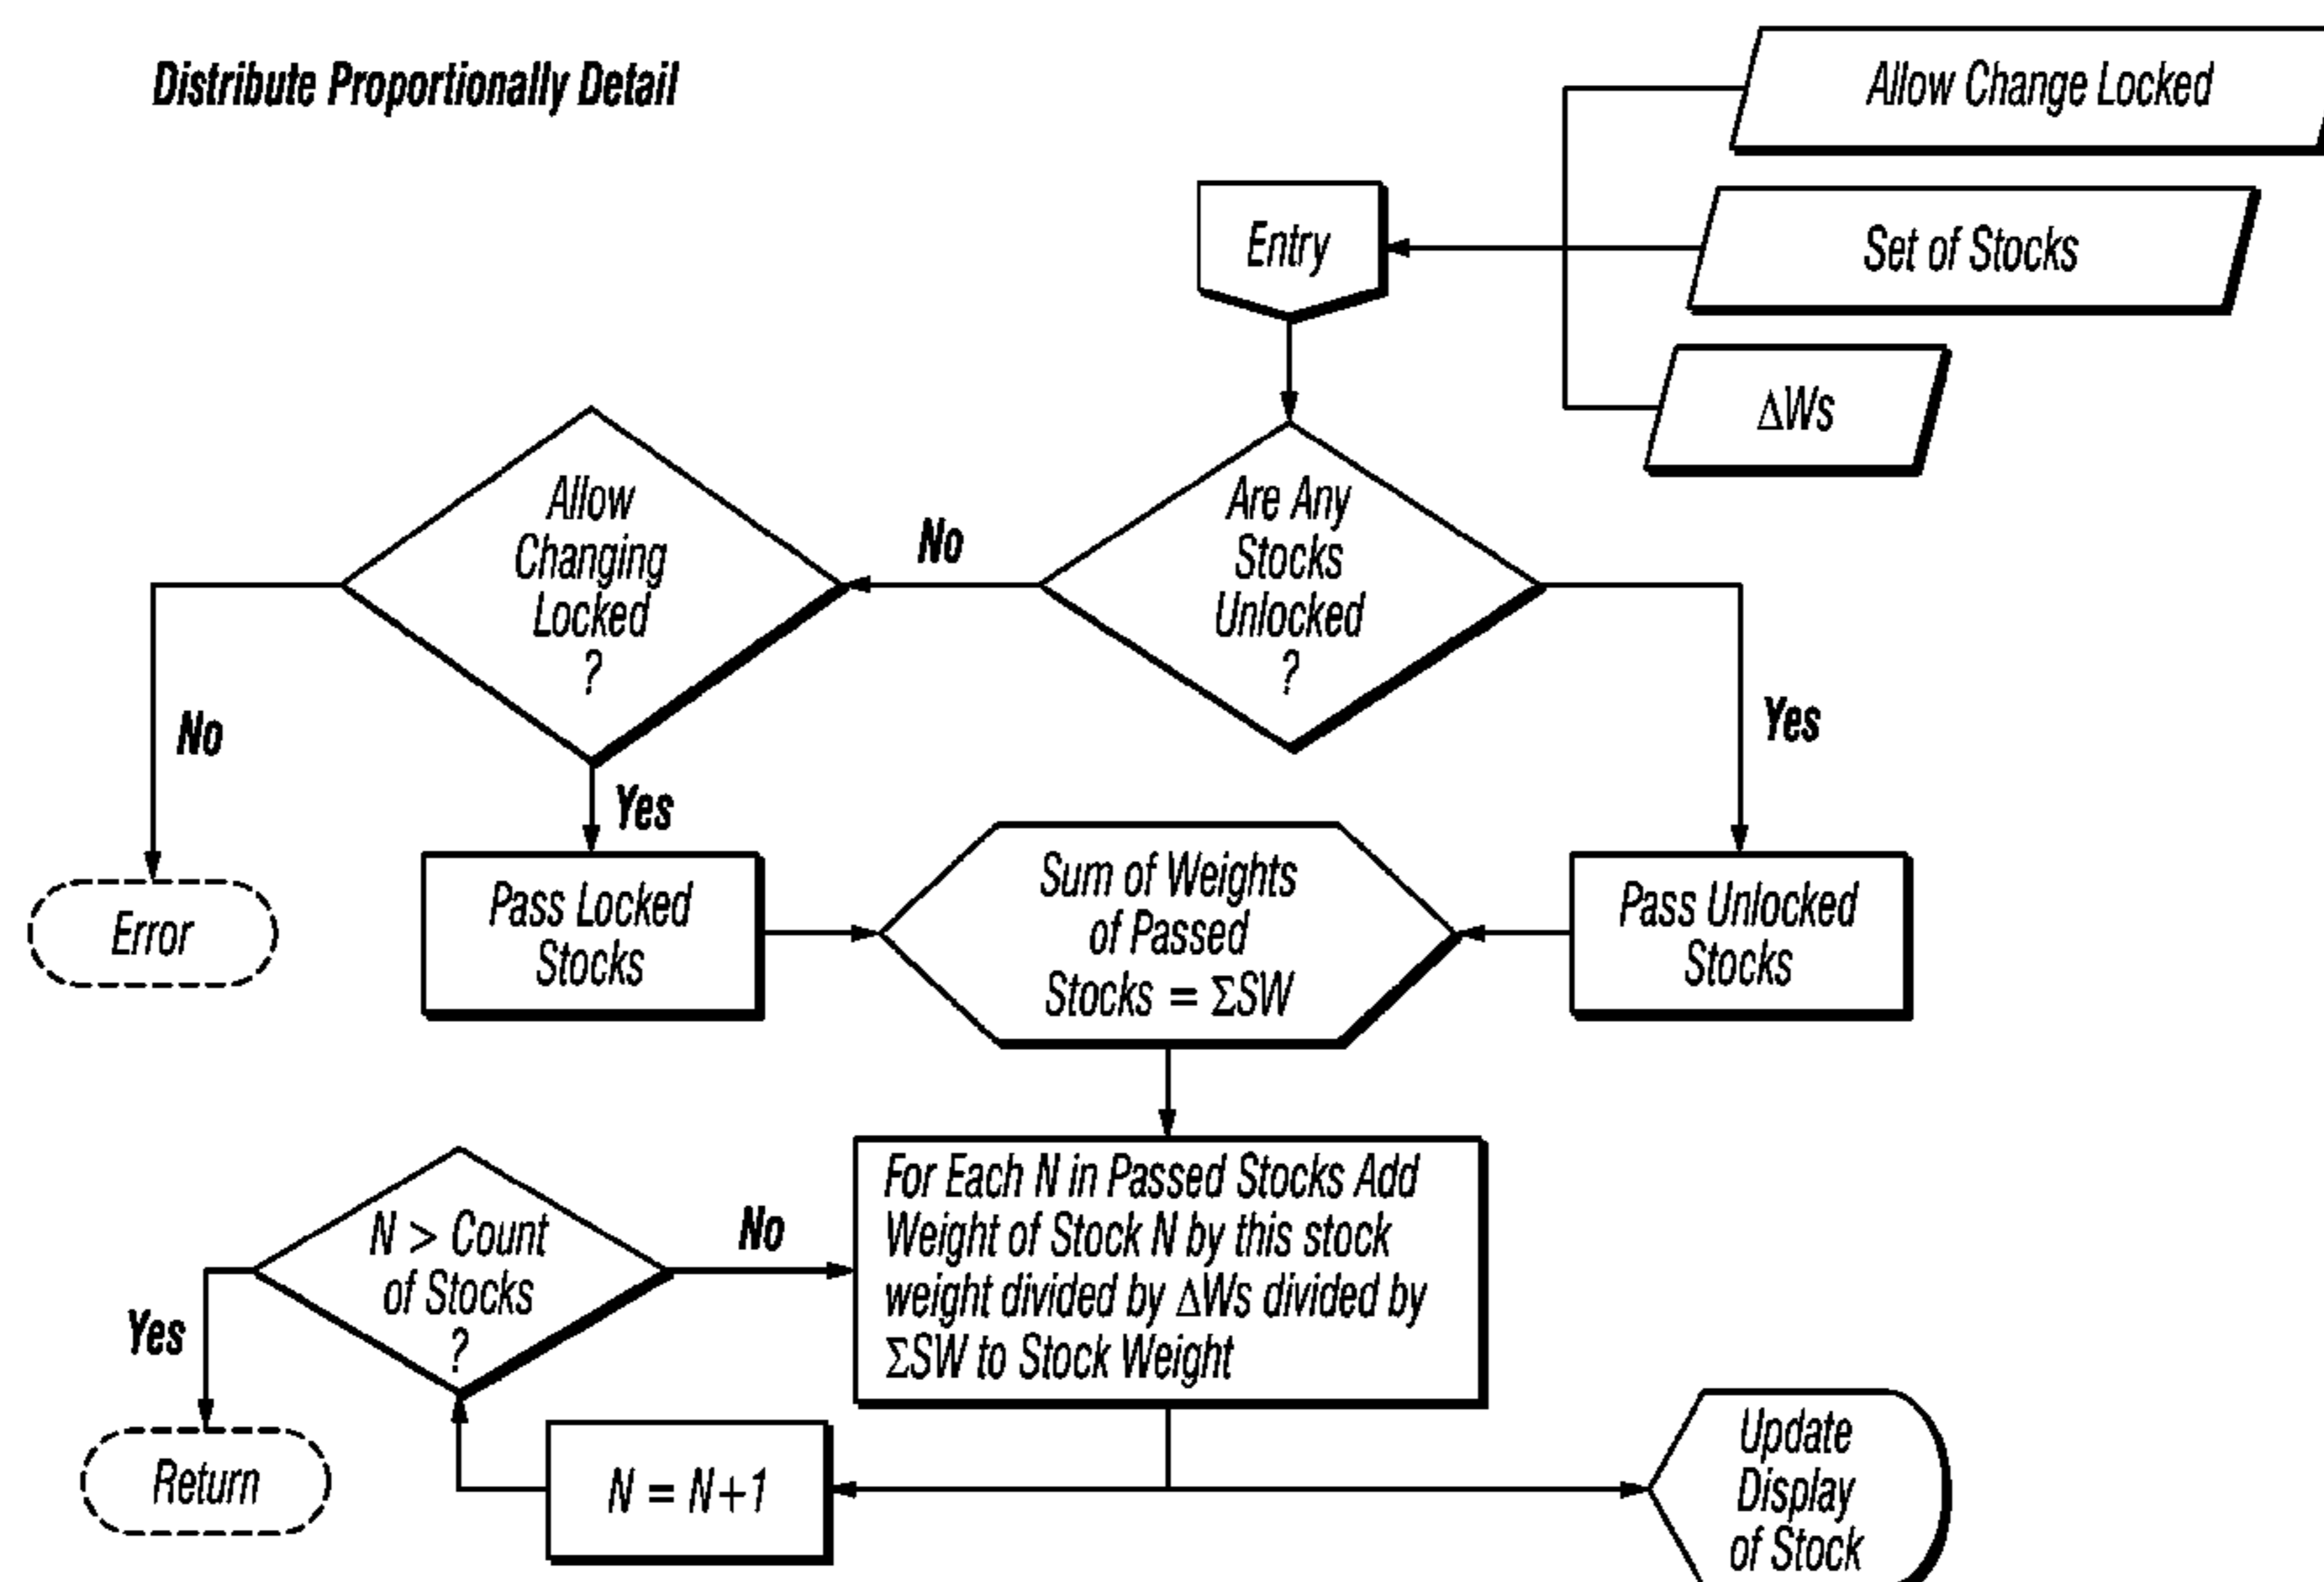 Distribute Proportionally Detail
Allow Change Locked
Entry
Set of Stocks
ΔWs
Allow
Changing
Locked
?
No
Are Any
Stocks
Unlocked
?
No
Yes
Yes
Error
Pass Locked
Stocks
Sum of Weights
of Passed
Stocks = ΣSW
Pass Unlocked
Stocks
N > Count
of Stocks
?
No
Yes
For Each N in Passed Stocks Add
Weight of Stock N by this stock
weight divided by ΔWs divided by
ΣSW to Stock Weight
Return
N = N+1
Update
Display
of Stock